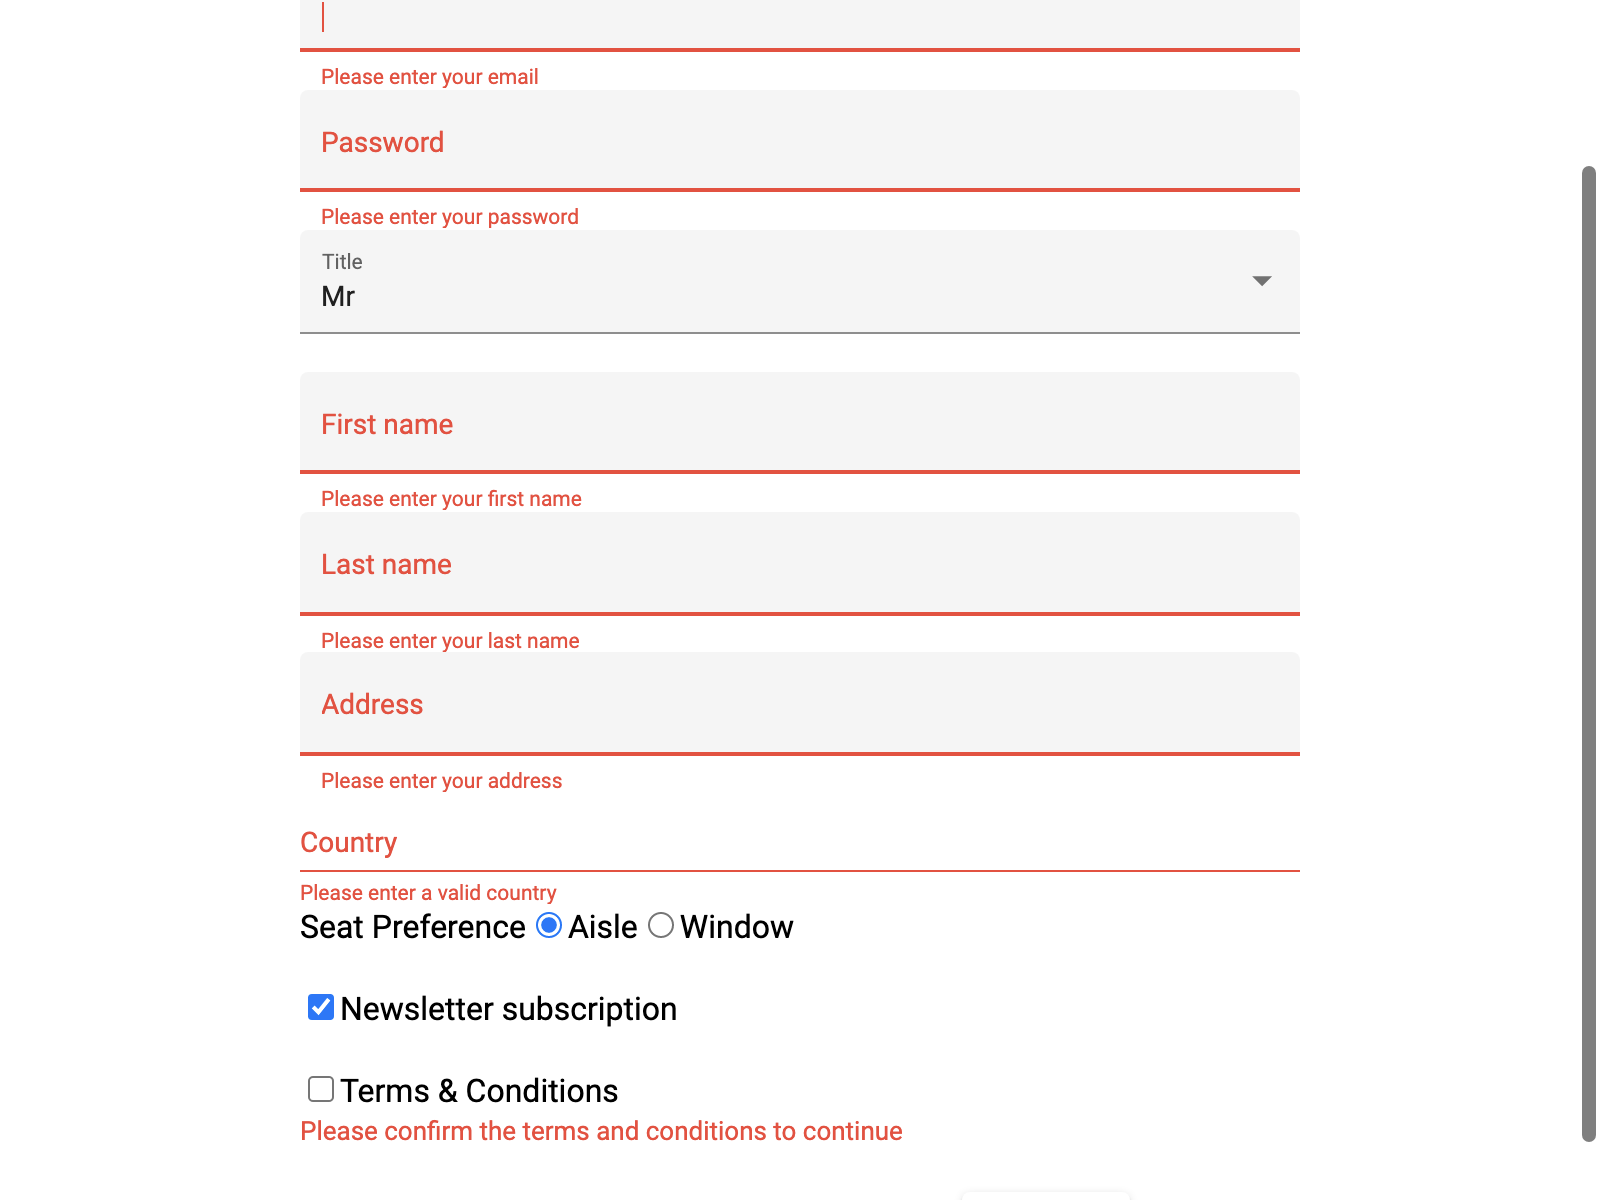 Please enter your email
Password
Please enter your password
Title
Mr
First name
Please enter your first name
Last name
Please enter your last name
Address
Please enter your address
Country
Please enter a valid country
Seat Preference Aisle Window
Newsletter subscription
Terms & Conditions
Please confirm the terms and conditions to continue